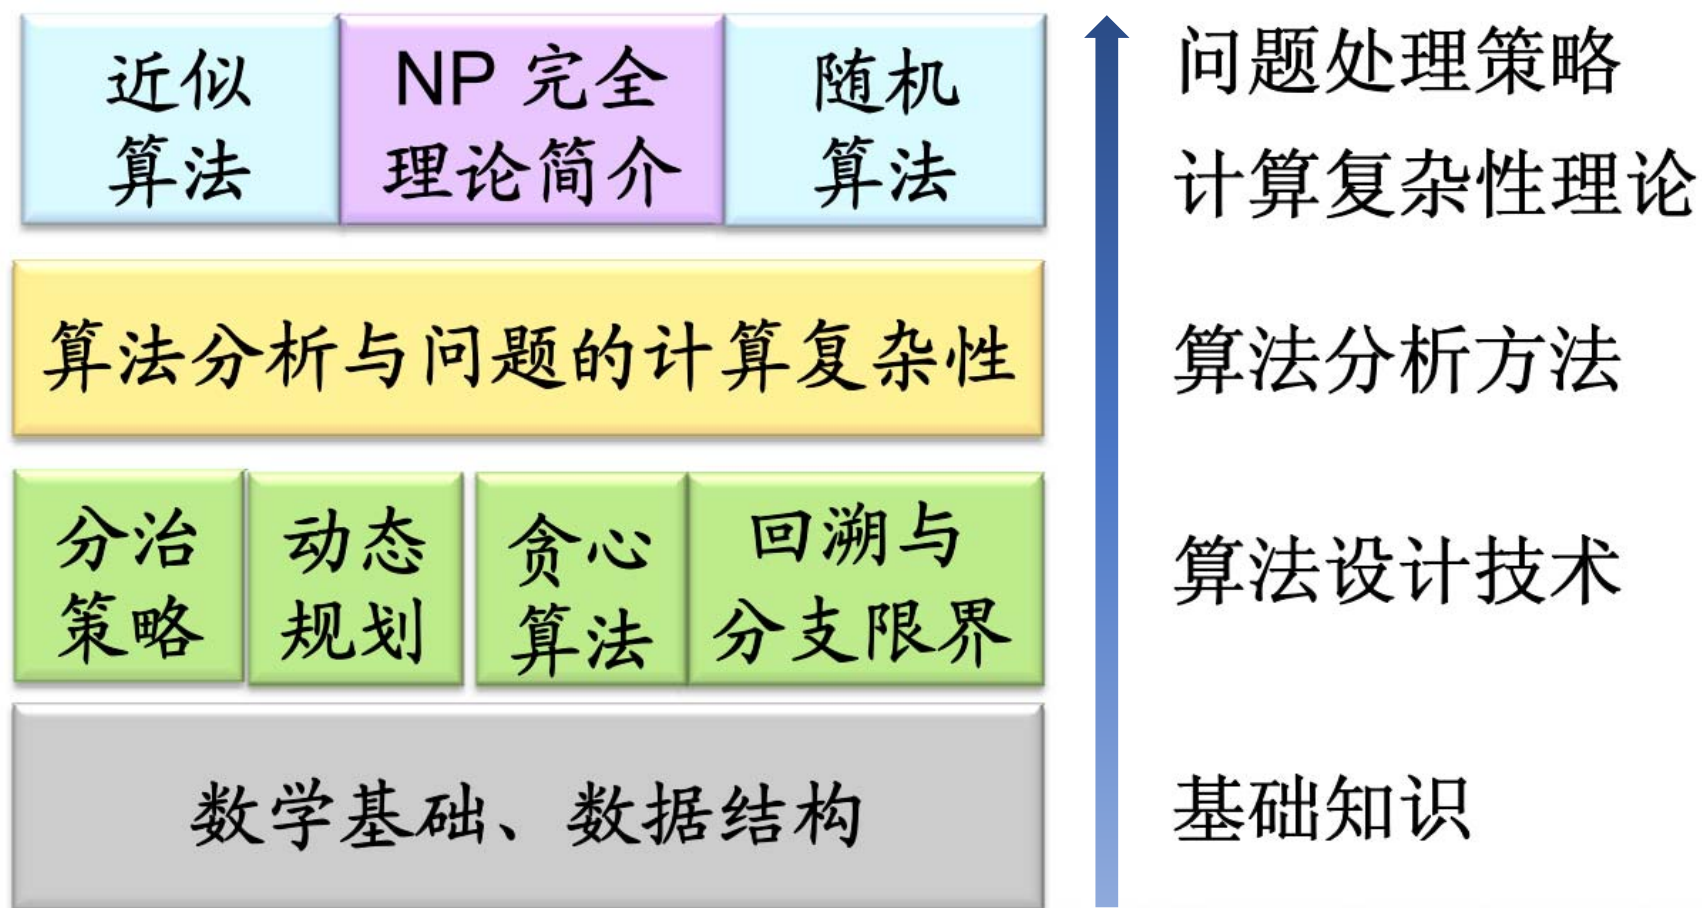 近似
算法
NP 完全
理论简介
随机
算法
问题处理策略
计算复杂性理论
算法分析与问题的计算复杂性
算法分析方法
分治
策略
动态
规划
贪心
算法
回溯与
分支限界
算法设计技术
数学基础、数据结构
基础知识